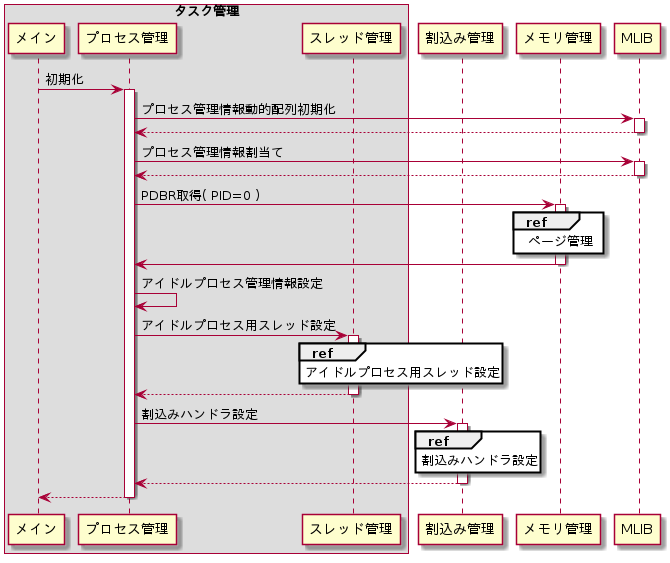 タスク管理
メイン
プロセス管理
スレッド管理
割込み管理
メモリ管理
MLIB
初期化
プロセス管理情報動的配列初期化
プロセス管理情報割当て
PDBR取得( PID=0 )
ref
ページ管理
アイドルプロセス管理情報設定
アイドルプロセス用スレッド設定
ref
アイドルプロセス用スレッド設定
割込みハンドラ設定
ref
割込みハンドラ設定
メイン
プロセス管理
スレッド管理
割込み管理
メモリ管理
MLIB